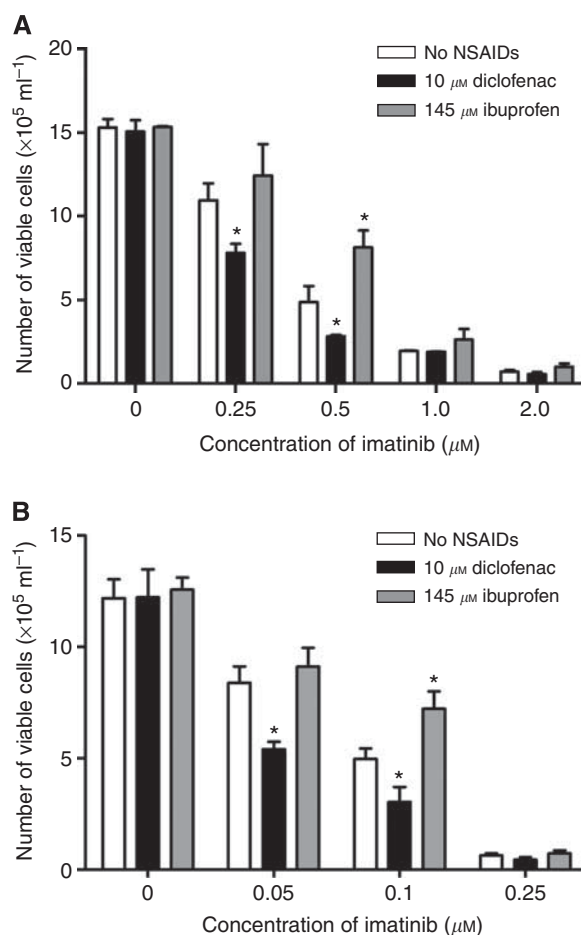 A
Number of viable cells (×10⁵ ml⁻¹)
20
15
10
5
0
No NSAIDs
10 μM diclofenac
145 μM ibuprofen
*
*
*
0 0.25 0.5 1.0 2.0
Concentration of imatinib (μM)
B
Number of viable cells (×10⁵ ml⁻¹)
15
10
5
0
No NSAIDs
10 μM diclofenac
145 μM ibuprofen
*
*
*
0 0.05 0.1 0.25
Concentration of imatinib (μM)